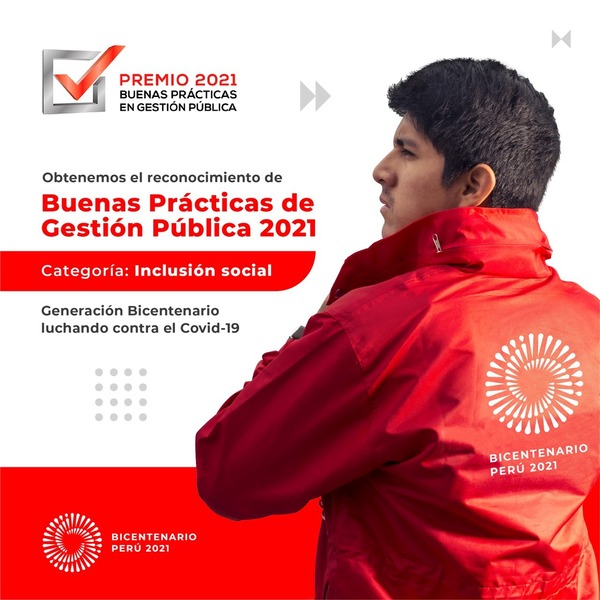 PREMIO 2021
BUENAS PRÁCTICAS
EN GESTIÓN PÚBLICA
Obtenemos el reconocimiento de
Buenas Prácticas de
Gestión Pública 2021
Categoría: Inclusión social
Generación Bicentenario
luchando contra el Covid-19
BICENTENARIO
PERÚ 2021
BICENTENARIO
PERÚ 2021